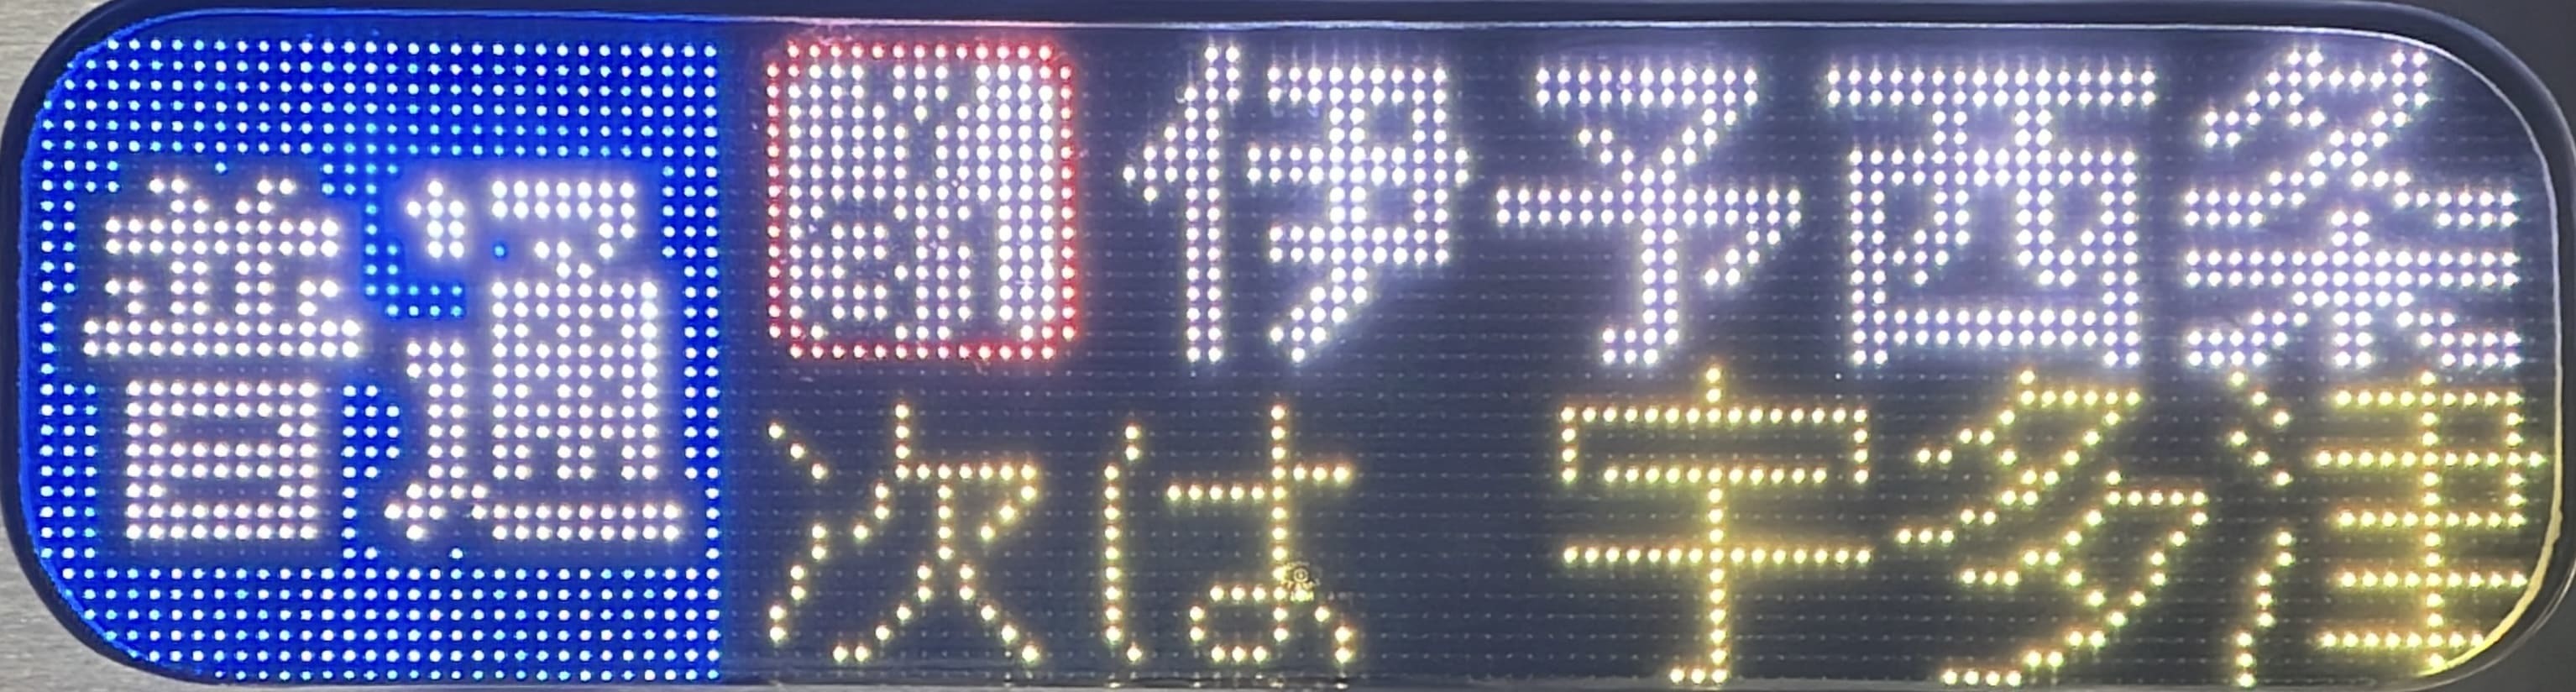 普通 伊予西条
次は 宇多津